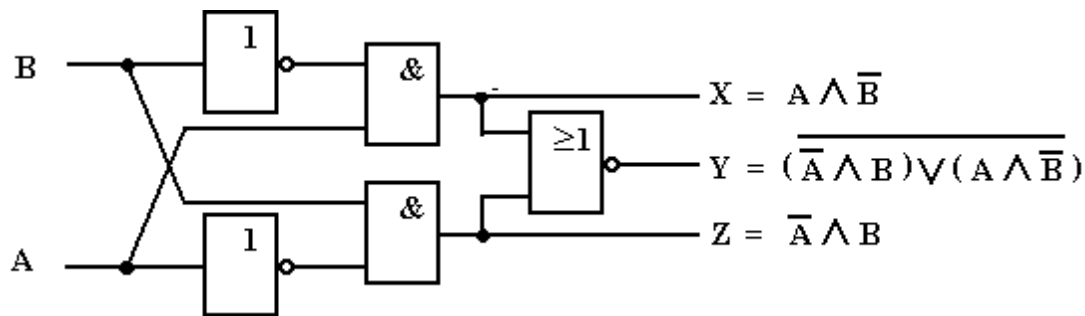 1
B
&
X = A ∧ B̅
≥1
Y = (A̅ ∧ B) ∨ (A ∧ B̅)
&
Z = A̅ ∧ B
1
A